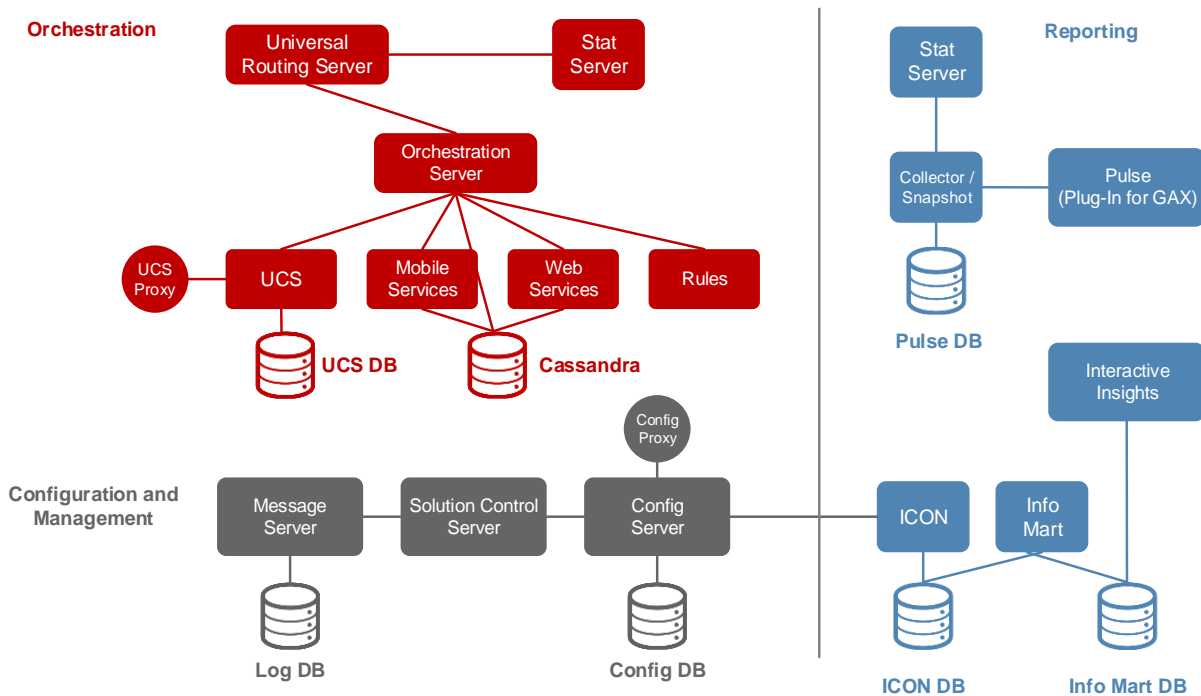 Orchestration
Universal
Routing Server
Stat
Server
Orchestration
Server
UCS
Proxy
UCS
Mobile
Services
Web
Services
Rules
UCS DB
Cassandra
Reporting
Stat
Server
Collector /
Snapshot
Pulse
(Plug-In for GAX)
Pulse DB
Interactive
Insights
Config
Proxy
Configuration and
Management
Message
Server
Solution Control
Server
Config
Server
ICON
Info
Mart
Log DB
Config DB
ICON DB
Info Mart DB